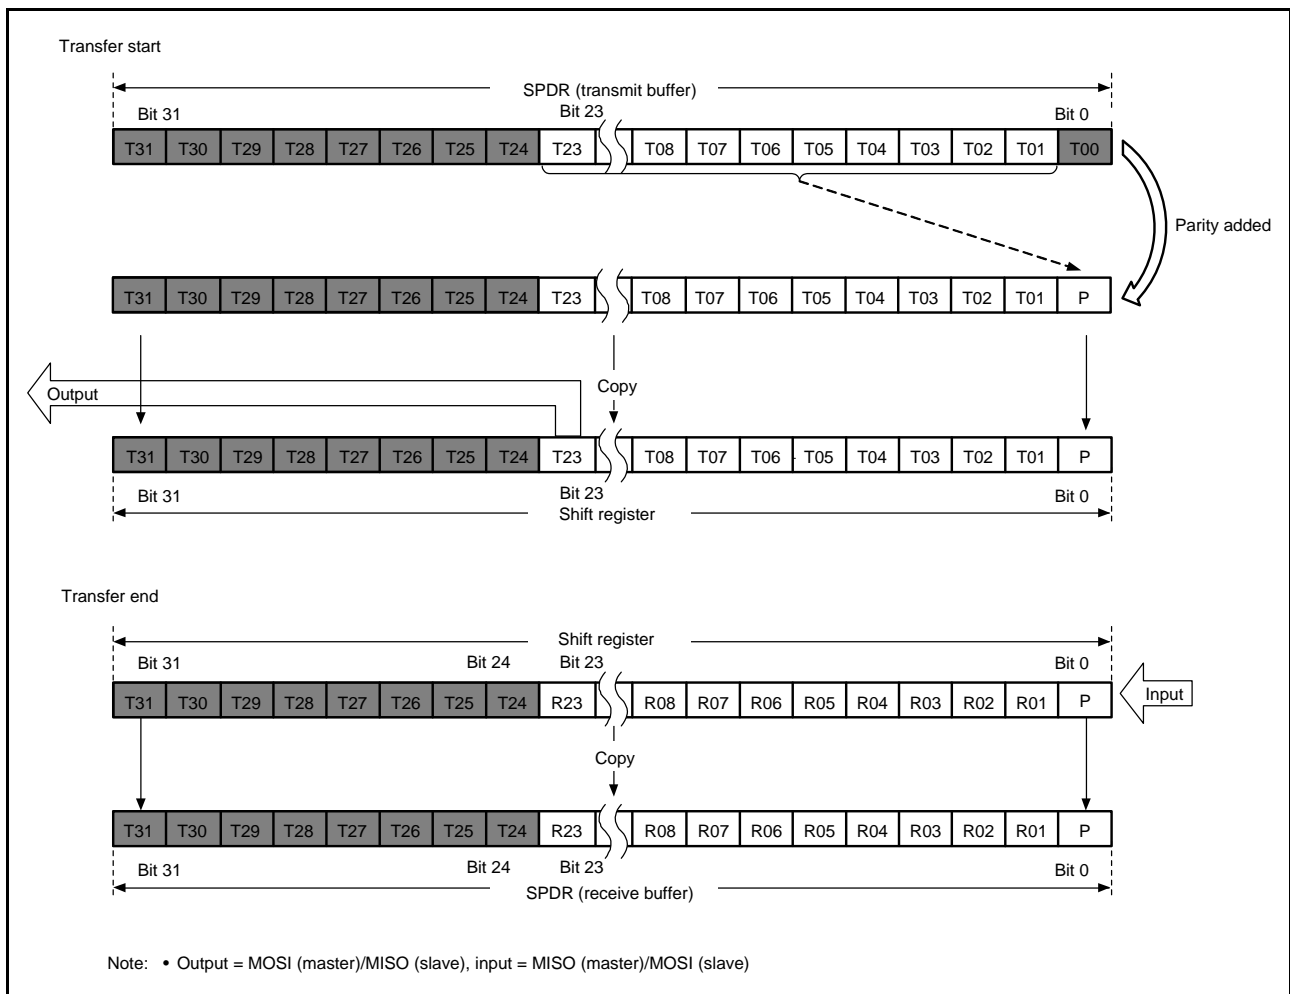 Transfer start
SPDR (transmit buffer)
Bit 31 Bit 23 Bit 0
T31 T30 T29 T28 T27 T26 T25 T24 T23 T08 T07 T06 T05 T04 T03 T02 T01 T00
Parity added
T31 T30 T29 T28 T27 T26 T25 T24 T23 T08 T07 T06 T05 T04 T03 T02 T01 P
Output
Copy
T31 T30 T29 T28 T27 T26 T25 T24 T23 T08 T07 T06 T05 T04 T03 T02 T01 P
Bit 31 Bit 23 Bit 0
Shift register
Transfer end
Shift register
Bit 31 Bit 24 Bit 23 Bit 0
T31 T30 T29 T28 T27 T26 T25 T24 R23 R08 R07 R06 R05 R04 R03 R02 R01 P
Input
Copy
T31 T30 T29 T28 T27 T26 T25 T24 R23 R08 R07 R06 R05 R04 R03 R02 R01 P
Bit 31 Bit 24 Bit 23 Bit 0
SPDR (receive buffer)
Note: • Output = MOSI (master)/MISO (slave), input = MISO (master)/MOSI (slave)